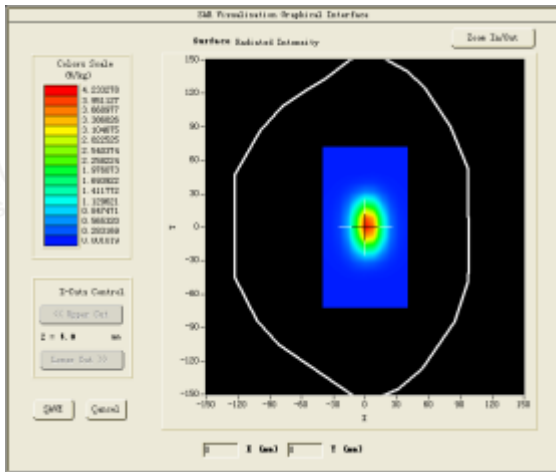 SAR Visualisation Graphical Interface
Surface Radiated Intensity
Zoom In/Out
Colors Scale
(W/kg)
4.233278
3.951127
3.668977
3.386826
3.104675
2.822525
2.540374
2.258224
1.976073
1.693922
1.411772
1.129621
0.847471
0.565320
0.283169
0.001019
Z-Cuts Control
<< Upper Cut
Z = mm
Lower Cut >>
SAVE
Cancel
150
120
90
60
30
0
-30
-60
-90
-120
-150
Y
-150 -120 -90 -60 -30 0 30 60 90 120 150
X
0 X (mm) 0 Y (mm)